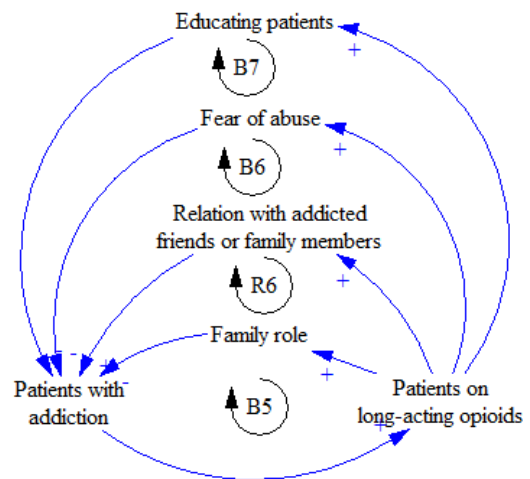 Educating patients
+
B7
Fear of abuse
+
B6
Relation with addicted
friends or family members
R6
+
Family role
- - + -
+
Patients with
addiction
B5
Patients on
long-acting opioids
+